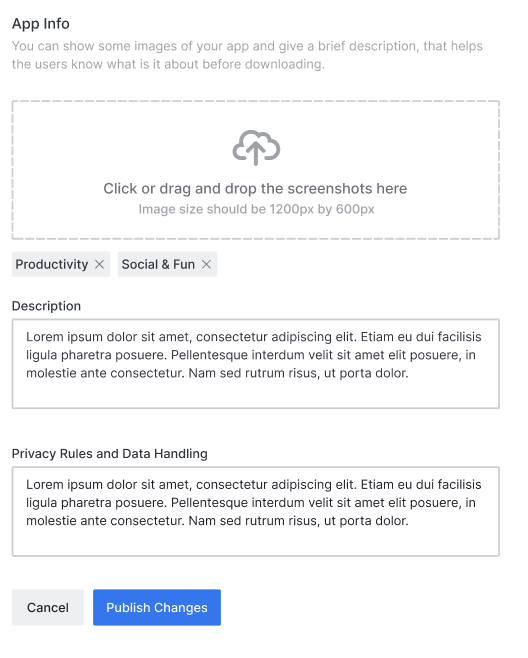 App Info
You can show some images of your app and give a brief description, that helps
the users know what is it about before downloading.
Click or drag and drop the screenshots here
Image size should be 1200px by 600px
Productivity
Social & Fun
Description
Lorem ipsum dolor sit amet, consectetur adipiscing elit. Etiam eu dui facilisis
ligula pharetra posuere. Pellentesque interdum velit sit amet elit posuere, in
molestie ante consectetur. Nam sed rutrum risus, ut porta dolor.
Privacy Rules and Data Handling
Lorem ipsum dolor sit amet, consectetur adipiscing elit. Etiam eu dui facilisis
ligula pharetra posuere. Pellentesque interdum velit sit amet elit posuere, in
molestie ante consectetur. Nam sed rutrum risus, ut porta dolor.
Cancel
Publish Changes